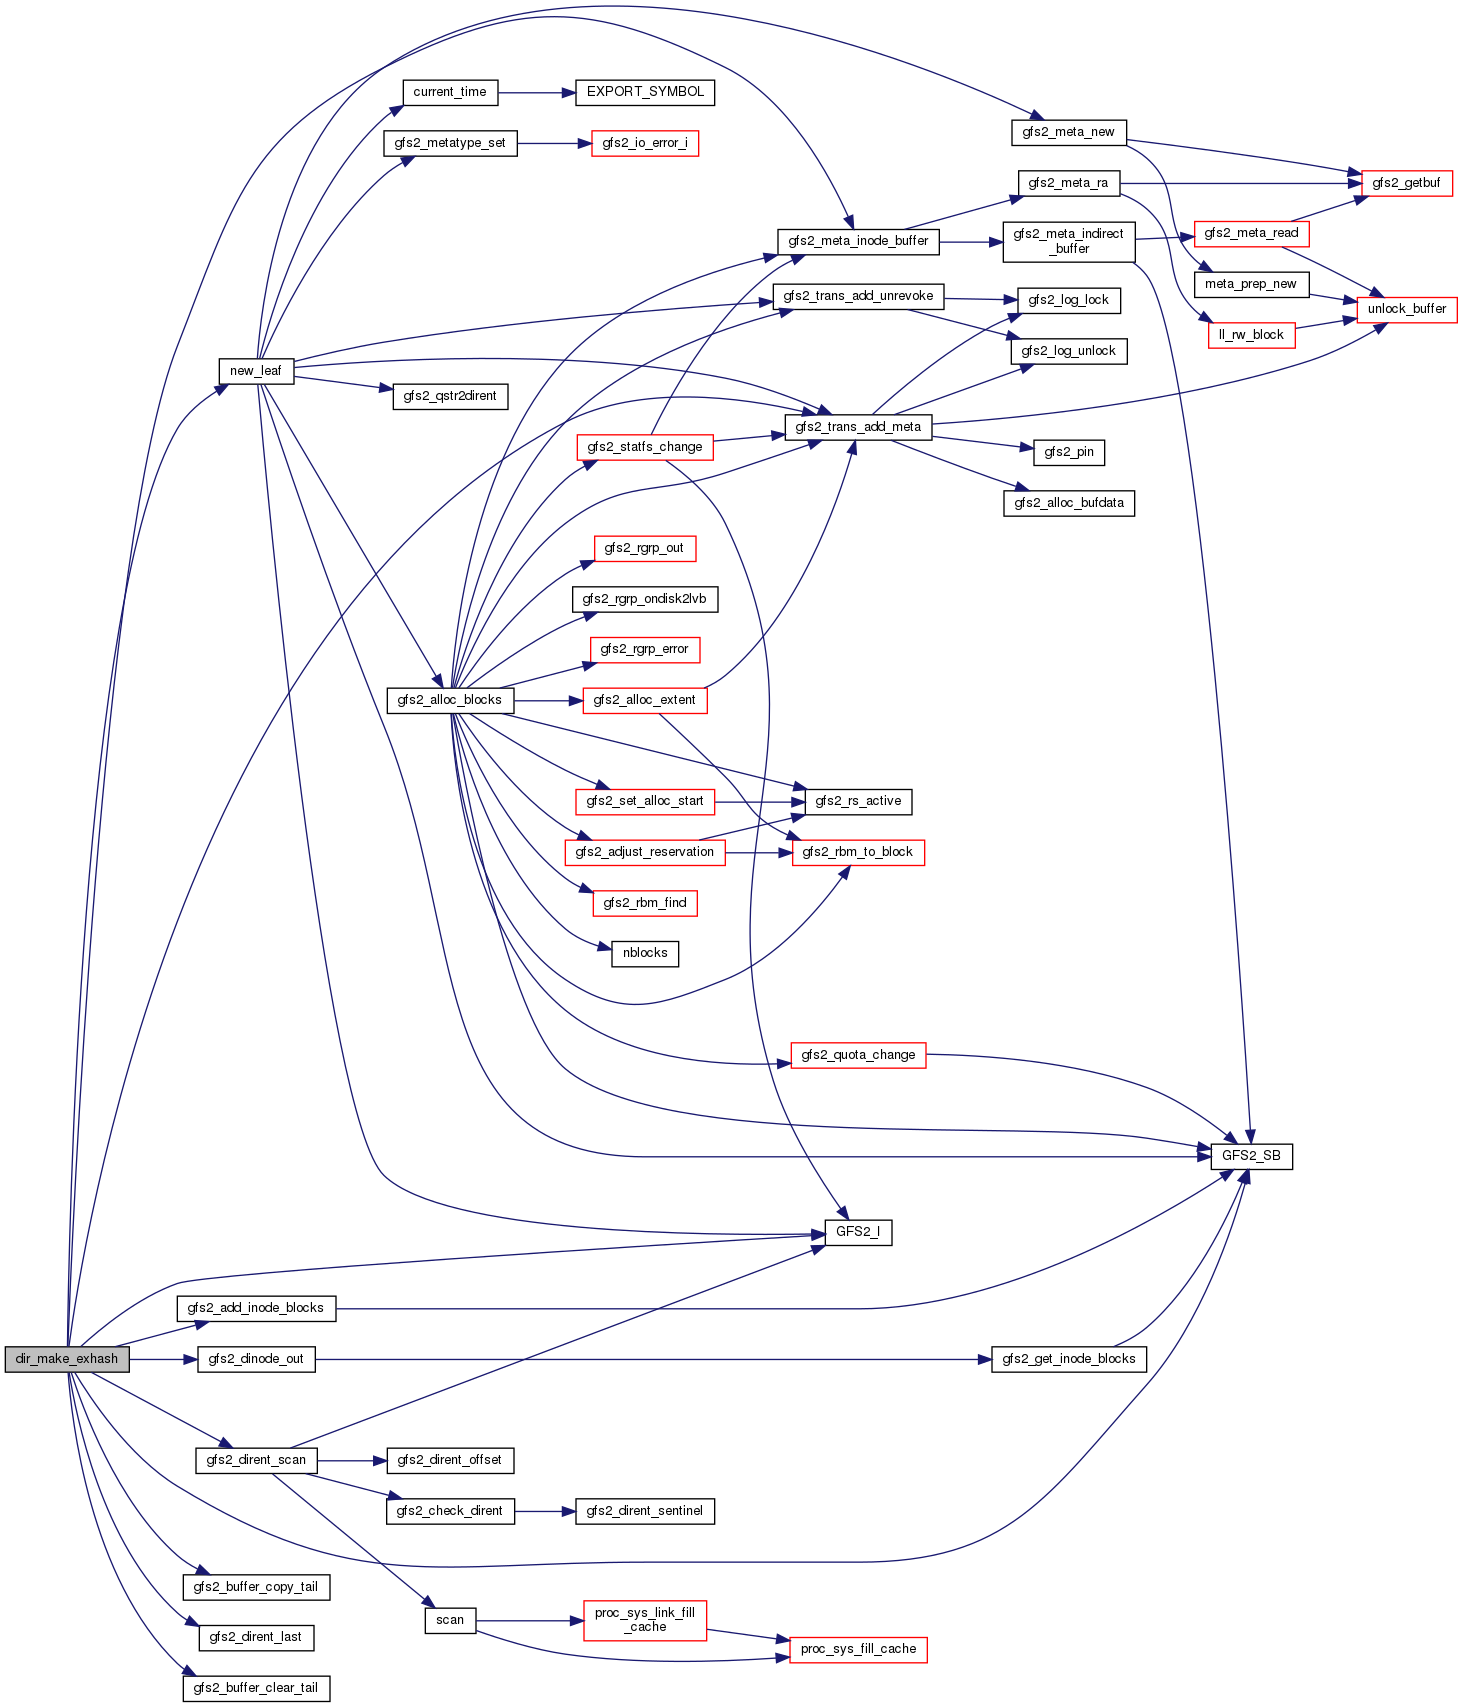 current_time
EXPORT_SYMBOL
gfs2_meta_new
gfs2_metatype_set
gfs2_io_error_i
gfs2_meta_ra
gfs2_getbuf
gfs2_meta_inode_buffer
gfs2_meta_indirect
_buffer
gfs2_meta_read
meta_prep_new
gfs2_trans_add_unrevoke
gfs2_log_lock
unlock_buffer
ll_rw_block
gfs2_log_unlock
new_leaf
gfs2_qstr2dirent
gfs2_trans_add_meta
gfs2_statfs_change
gfs2_pin
gfs2_alloc_bufdata
gfs2_rgrp_out
gfs2_rgrp_ondisk2lvb
gfs2_rgrp_error
gfs2_alloc_blocks
gfs2_alloc_extent
gfs2_set_alloc_start
gfs2_rs_active
gfs2_adjust_reservation
gfs2_rbm_to_block
gfs2_rbm_find
nblocks
gfs2_quota_change
GFS2_SB
GFS2_I
gfs2_add_inode_blocks
dir_make_exhash
gfs2_dinode_out
gfs2_get_inode_blocks
gfs2_dirent_scan
gfs2_dirent_offset
gfs2_check_dirent
gfs2_dirent_sentinel
gfs2_buffer_copy_tail
scan
proc_sys_link_fill
_cache
gfs2_dirent_last
proc_sys_fill_cache
gfs2_buffer_clear_tail